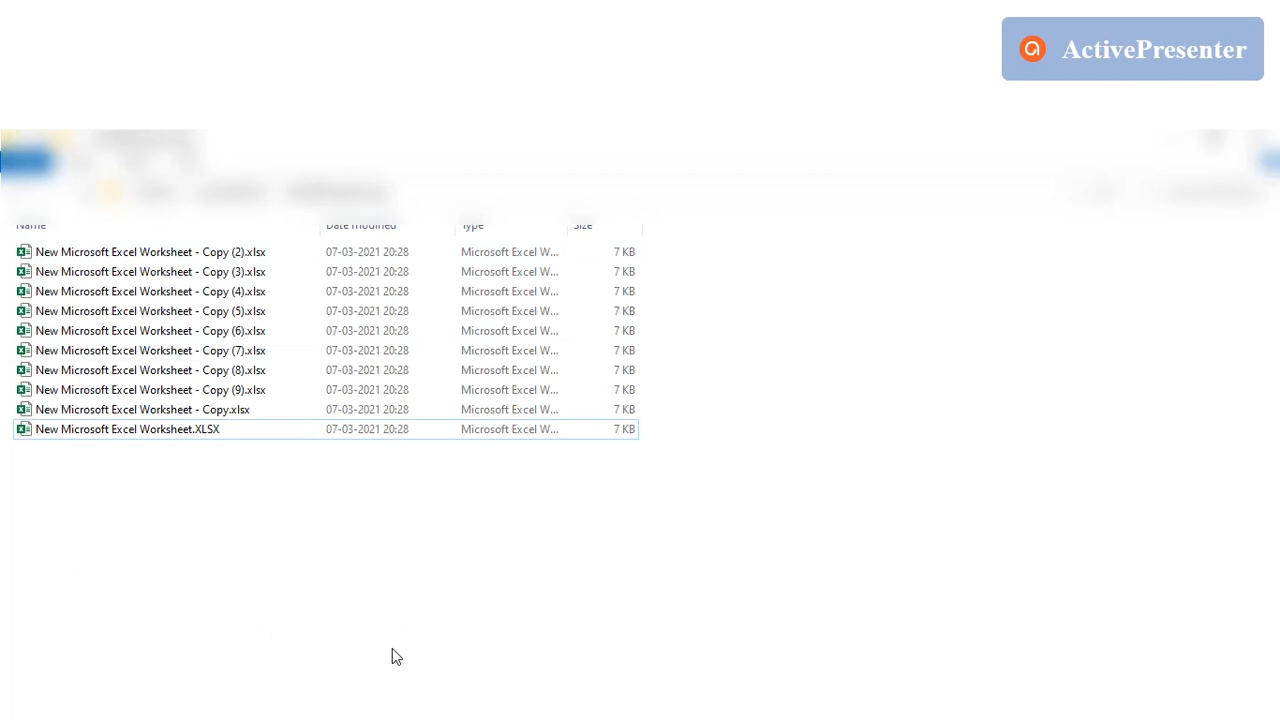 ActivePresenter
Name Date modified Type Size
New Microsoft Excel Worksheet - Copy (2).xlsx 07-03-2021 20:28 Microsoft Excel W... 7 KB
New Microsoft Excel Worksheet - Copy (3).xlsx 07-03-2021 20:28 Microsoft Excel W... 7 KB
New Microsoft Excel Worksheet - Copy (4).xlsx 07-03-2021 20:28 Microsoft Excel W... 7 KB
New Microsoft Excel Worksheet - Copy (5).xlsx 07-03-2021 20:28 Microsoft Excel W... 7 KB
New Microsoft Excel Worksheet - Copy (6).xlsx 07-03-2021 20:28 Microsoft Excel W... 7 KB
New Microsoft Excel Worksheet - Copy (7).xlsx 07-03-2021 20:28 Microsoft Excel W... 7 KB
New Microsoft Excel Worksheet - Copy (8).xlsx 07-03-2021 20:28 Microsoft Excel W... 7 KB
New Microsoft Excel Worksheet - Copy (9).xlsx 07-03-2021 20:28 Microsoft Excel W... 7 KB
New Microsoft Excel Worksheet - Copy.xlsx 07-03-2021 20:28 Microsoft Excel W... 7 KB
New Microsoft Excel Worksheet.XLSX 07-03-2021 20:28 Microsoft Excel W... 7 KB